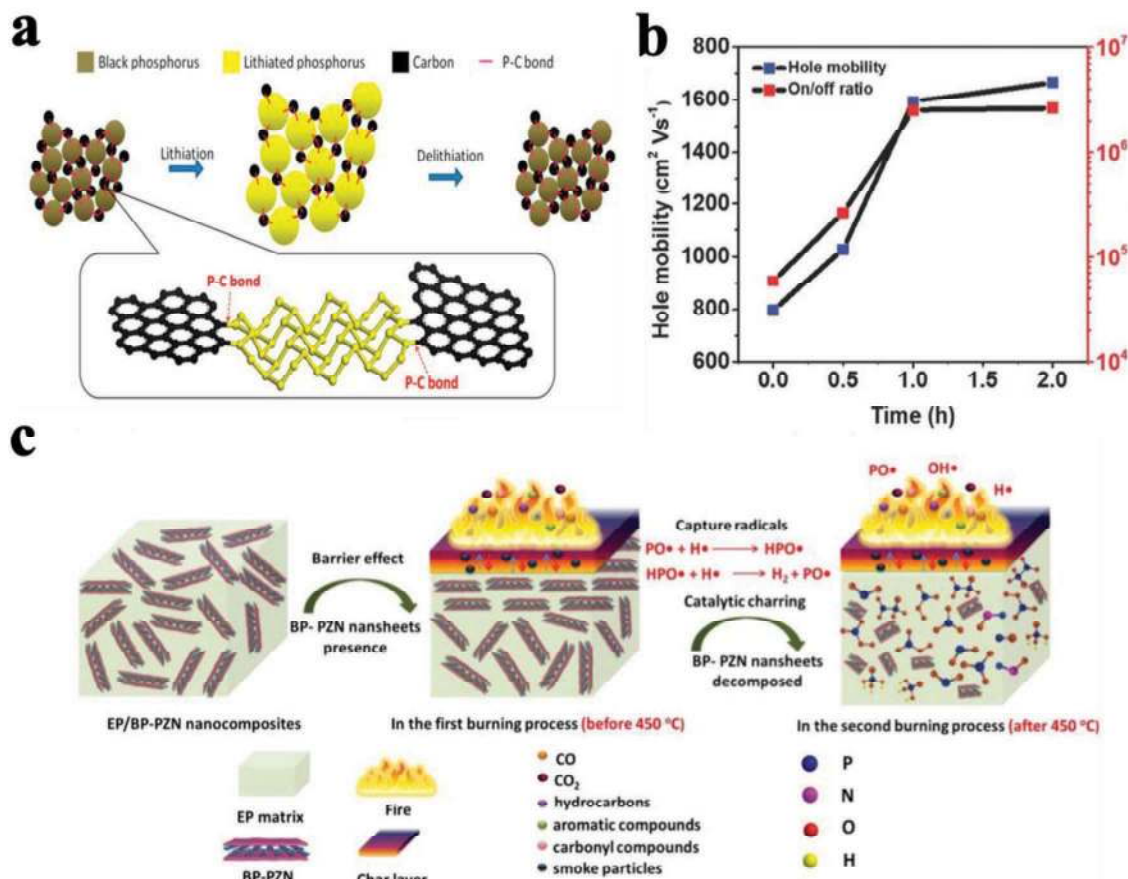 a
Black phosphorus
Lithiated phosphorus
Carbon
P-C bond
Lithiation
Delithiation
P-C bond
P-C bond
b
800
1600
1400
1200
1000
800
600
Hole mobility (cm² Vs⁻¹)
Hole mobility
On/off ratio
10⁷
10⁶
10⁵
10⁴
0.0 0.5 1.0 1.5 2.0
Time (h)
c
Barrier effect
BP- PZN nansheets
presence
PO• OH•
H•
Capture radicals
PO• + H• ⟶ HPO•
HPO• + H• ⟶ H₂ + PO•
Catalytic charring
BP- PZN nansheets
decomposed
EP/BP-PZN nanocomposites
In the first burning process (before 450 °C)
In the second burning process (after 450 °C)
EP matrix
Fire
BP-PZN
Char layer
CO
CO₂
hydrocarbons
aromatic compounds
carbonyl compounds
smoke particles
P
N
O
H